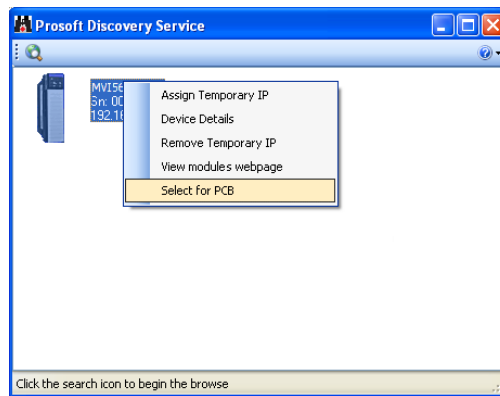 Prosoft Discovery Service
MVI56
Sn: 00
192.16
Assign Temporary IP
Device Details
Remove Temporary IP
View modules webpage
Select for PCB
Click the search icon to begin the browse